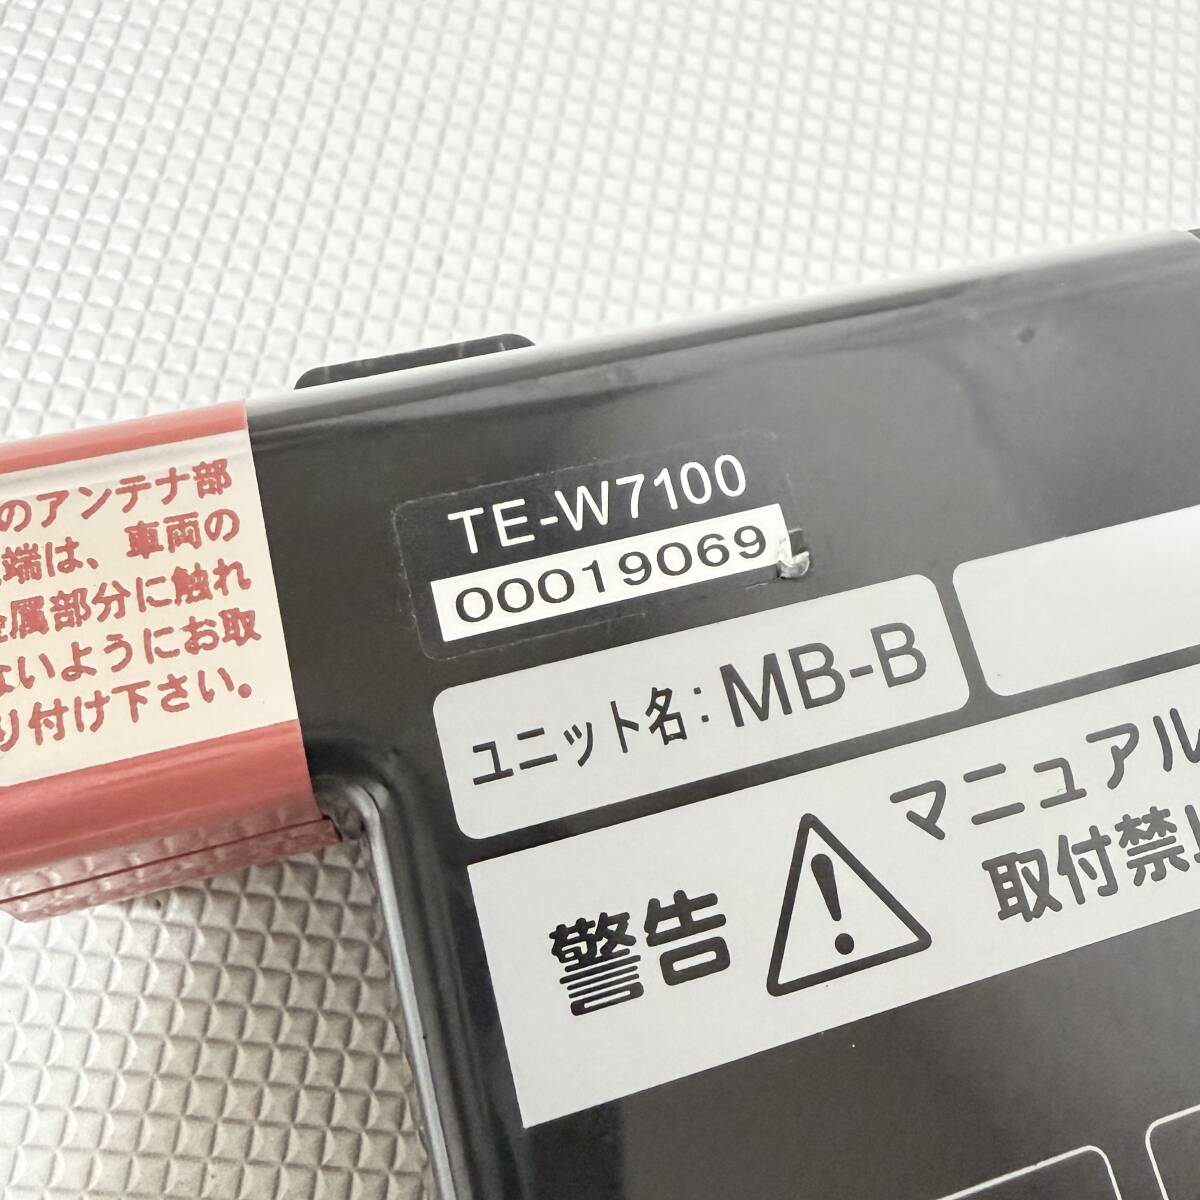 のアンテナ部
端は、車両の
金属部分に触れ
ないようにお取
り付け下さい。
TE-W7100
00019069
ユニット名：MB-B
警告
!
マニュアル
取付禁止